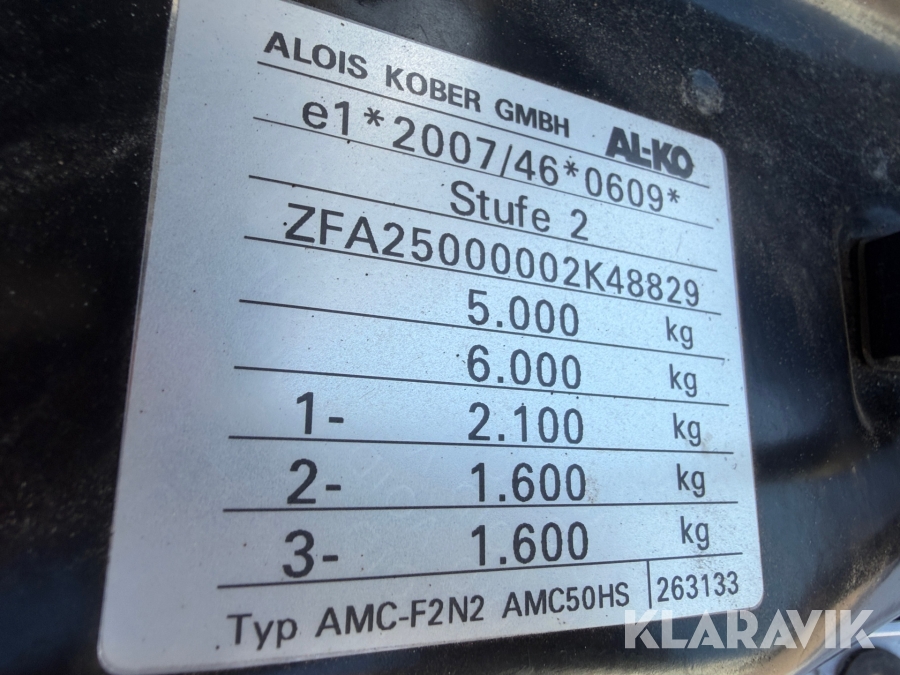 ALOIS KOBER GMBH AL-KO
e1*2007/46*0609*
Stufe 2
ZFA25000002K48829
5.000 kg
6.000 kg
1- 2.100 kg
2- 1.600 kg
3- 1.600 kg
Typ AMC-F2N2 AMC50HS 263133
KLARAVIK